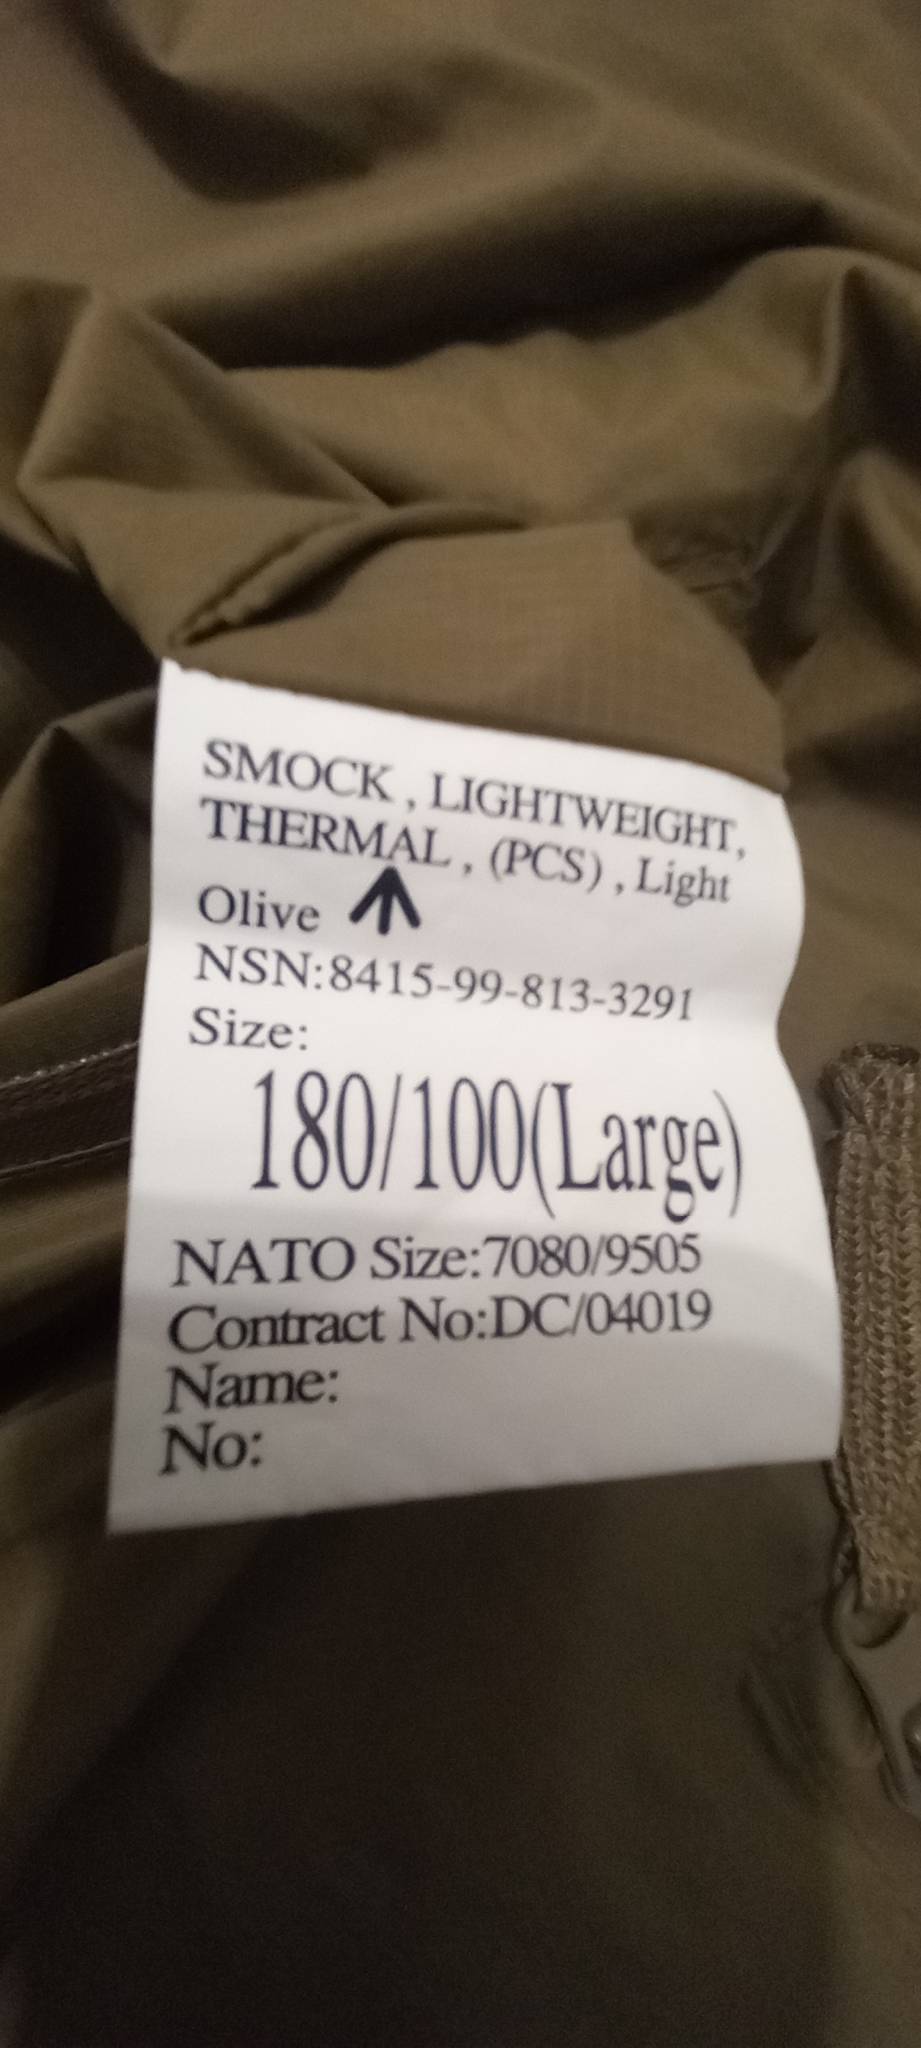 SMOCK , LIGHTWEIGHT,
THERMAL , (PCS) , Light
Olive
NSN:8415-99-813-3291
Size:
180/100(Large)
NATO Size:7080/9505
Contract No:DC/04019
Name:
No: